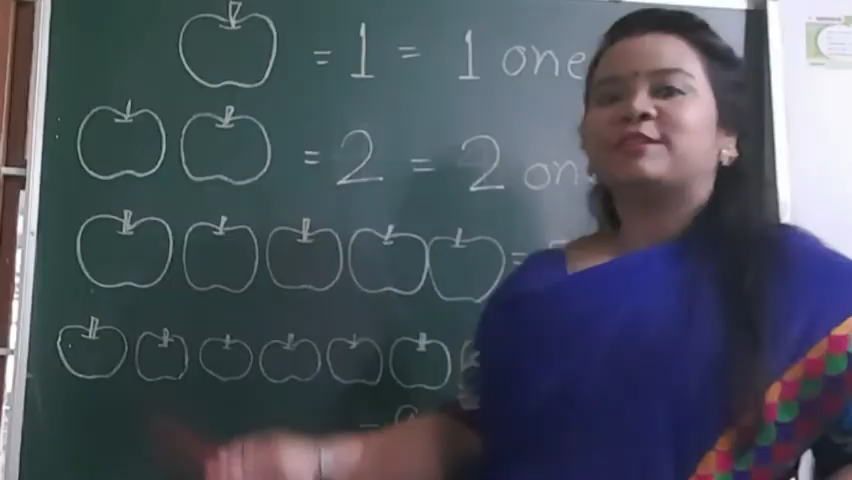 = 1 = 1 one
= 2 = 2 on
=
=